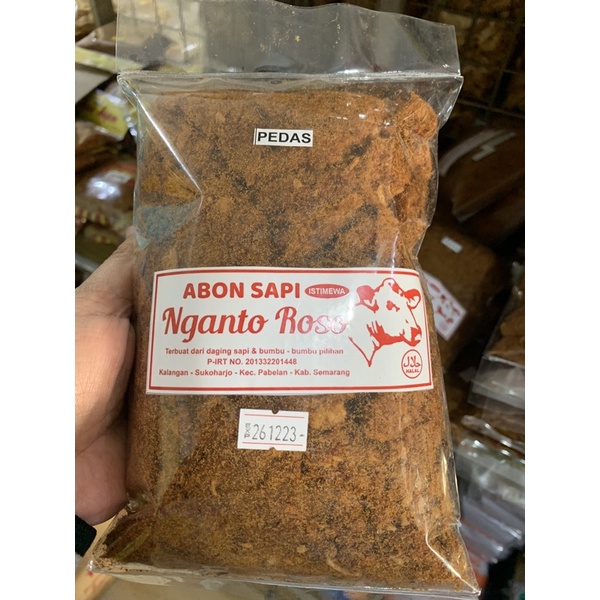 PEDAS
ABON SAPI ISTIMEWA
Nganto Roso
Terbuat dari daging sapi & bumbu - bumbu pilihan
P-IRT NO. 201332201448
Kalangan - Sukoharjo - Kec. Pabelan - Kab. Semarang
حلال
HALAL
261223-